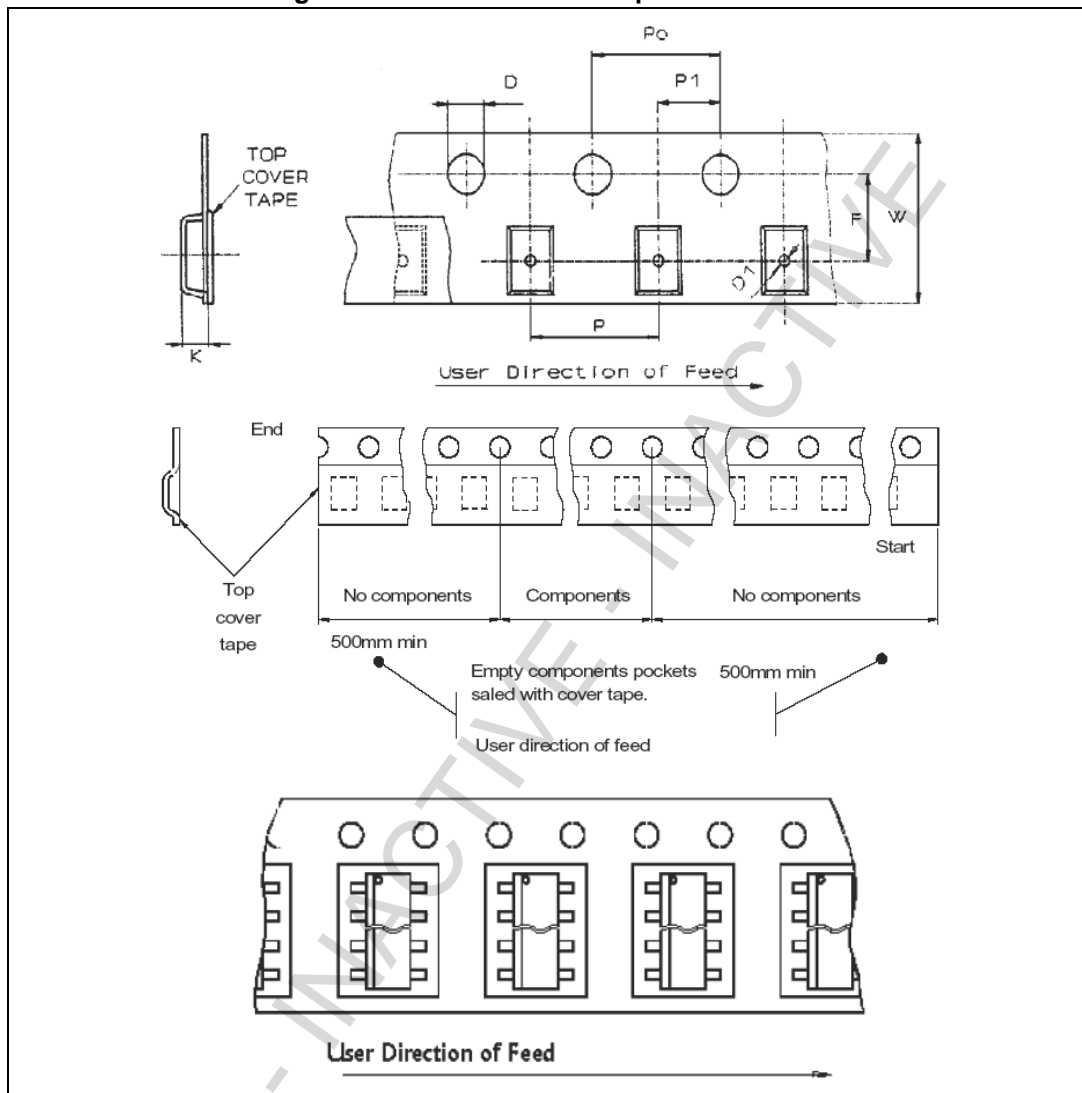 Po
D
P1
TOP
COVER
TAPE
F
W
D1
P
K
User Direction of Feed
End
Start
Top
cover
tape
No components
Components
No components
500mm min
Empty components pockets
saled with cover tape.
500mm min
User direction of feed
User Direction of Feed
- INACTIVE - INACTIVE